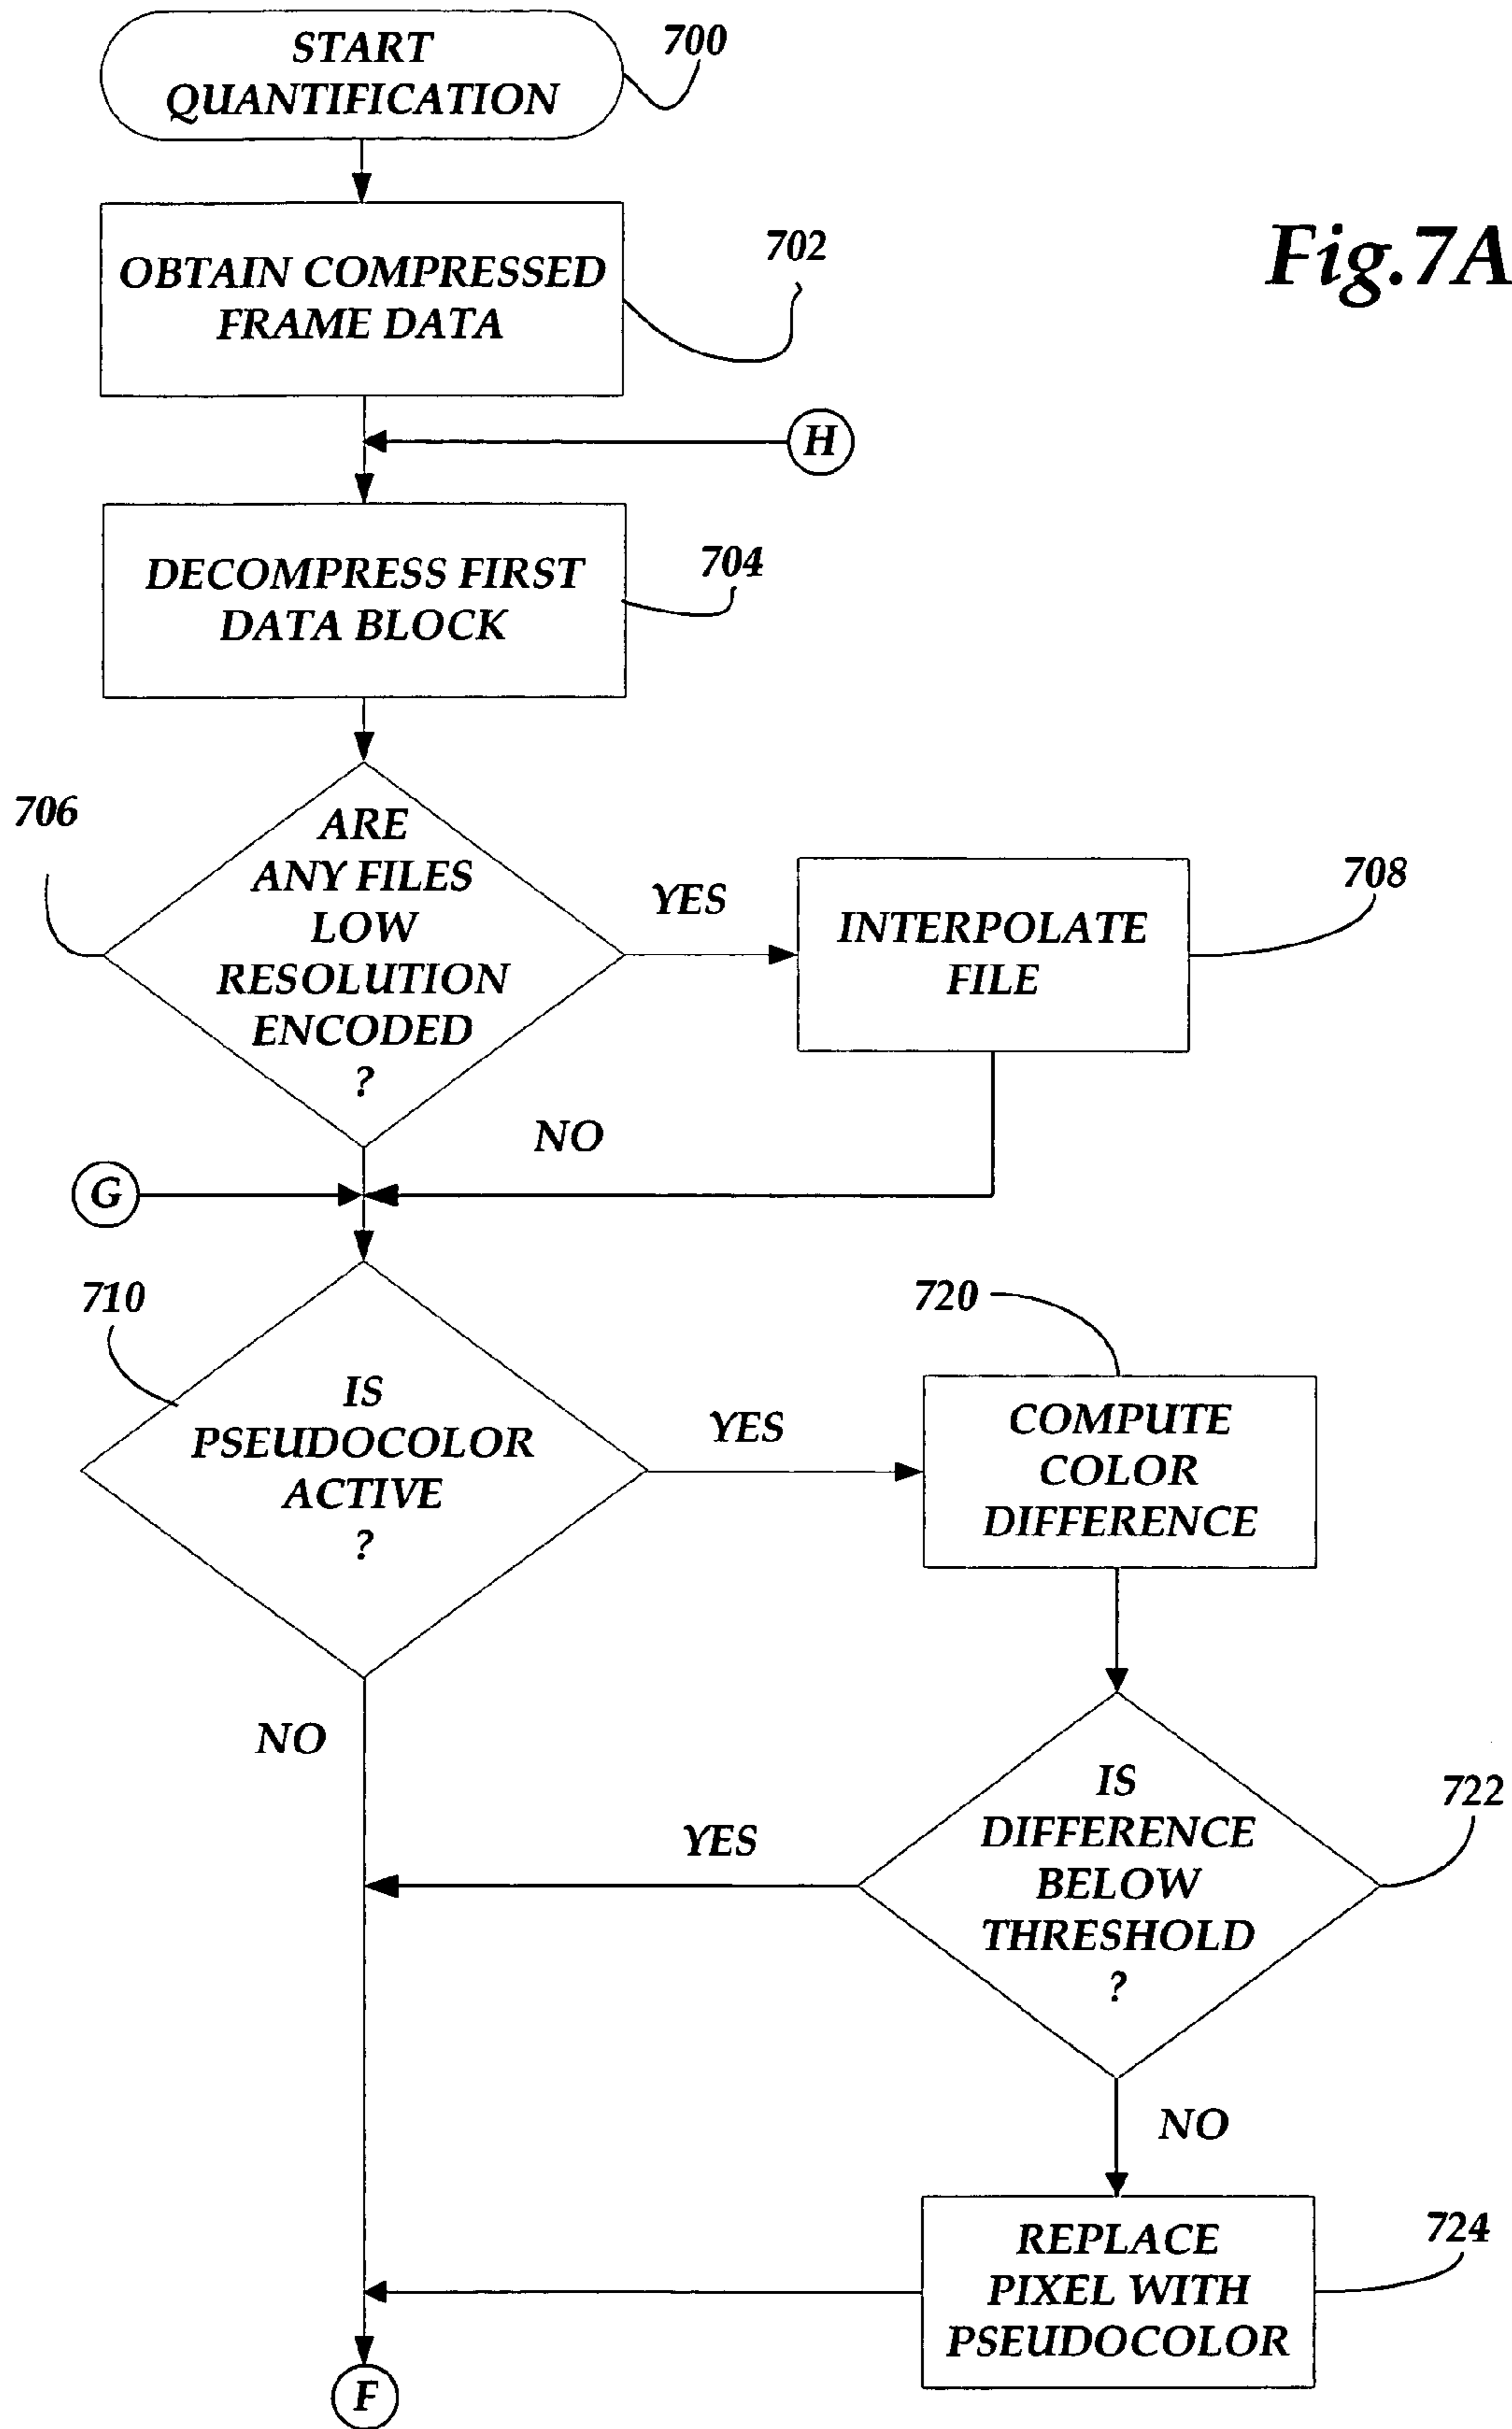 START
QUANTIFICATION
700
Fig.7A
OBTAIN COMPRESSED
FRAME DATA
702
H
DECOMPRESS FIRST
DATA BLOCK
704
706
ARE
ANY FILES
LOW
RESOLUTION
ENCODED
?
YES
INTERPOLATE
FILE
708
NO
G
710
IS
PSEUDOCOLOR
ACTIVE
?
YES
720
COMPUTE
COLOR
DIFFERENCE
NO
IS
DIFFERENCE
BELOW
THRESHOLD
?
722
YES
NO
REPLACE
PIXEL WITH
PSEUDOCOLOR
724
F